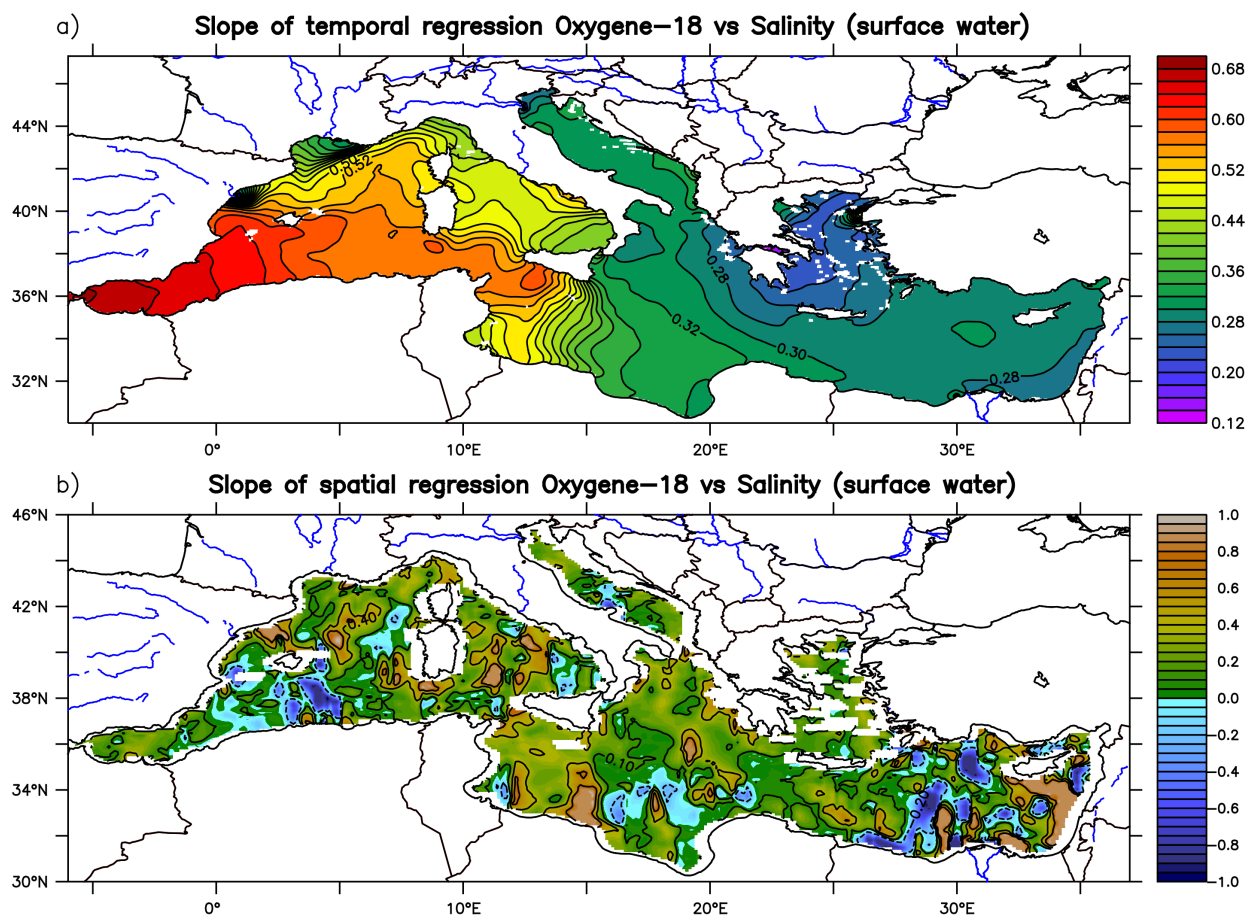 a) Slope of temporal regression Oxygene-18 vs Salinity (surface water)
44°N
40°N
36°N
32°N
0° 10°E 20°E 30°E
0.52
0.28
0.32
0.30
0.28
0.68
0.60
0.52
0.44
0.36
0.28
0.20
0.12
b) Slope of spatial regression Oxygene-18 vs Salinity (surface water)
46°N
42°N
38°N
34°N
30°N
0° 10°E 20°E 30°E
0.40
0.10
1.0
0.8
0.6
0.4
0.2
0.0
-0.2
-0.4
-0.6
-0.8
-1.0